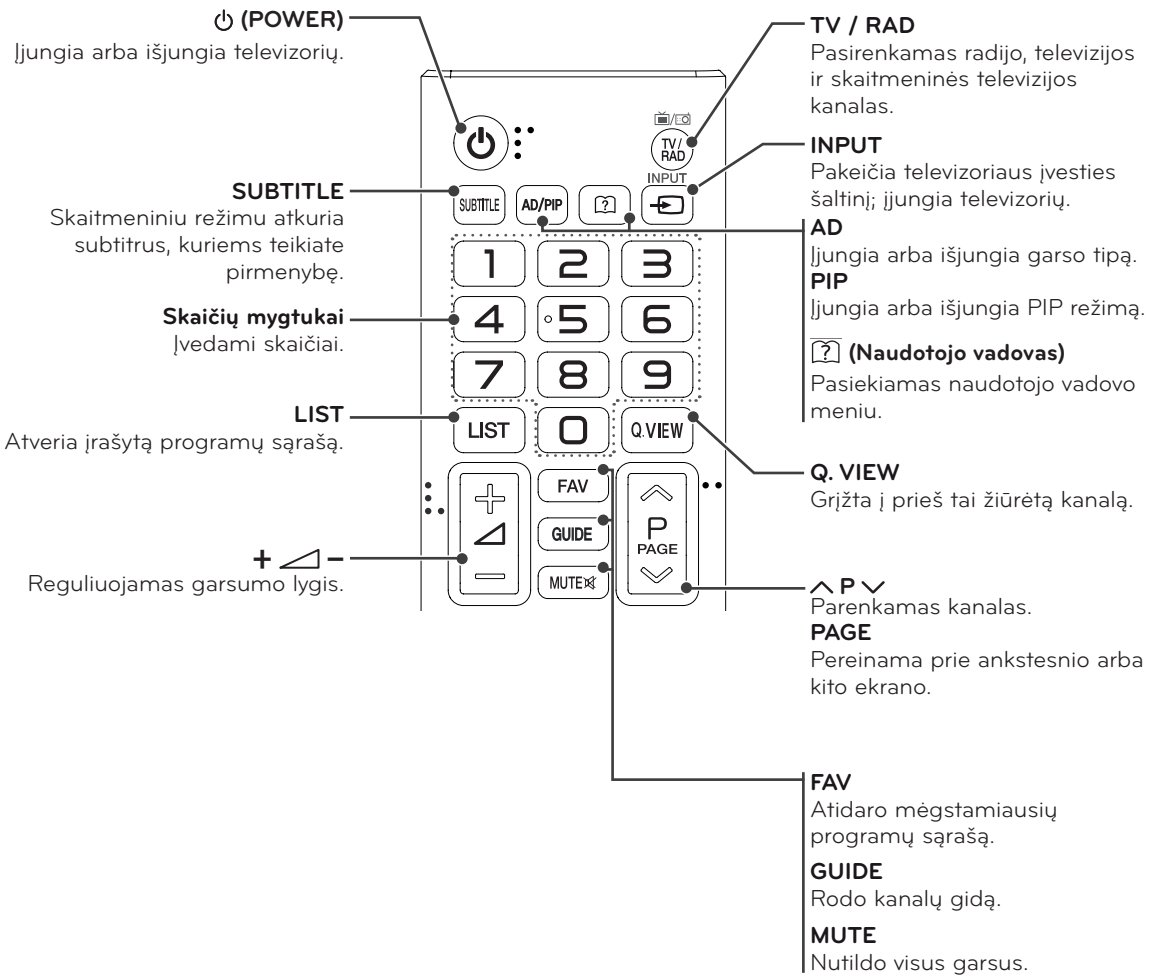 ⏻ (POWER)
Įjungia arba išjungia televizorių.
SUBTITLE
Skaitmeniniu režimu atkuria
subtitrus, kuriems teikiate
pirmenybę.
Skaičių mygtukai
Įvedami skaičiai.
LIST
Atveria įrašytą programų sąrašą.
+ ⊿ –
Reguliuojamas garsumo lygis.
TV/
RAD
INPUT
SUBTITLE AD/PIP ?
1 2 3
4 5 6
7 8 9
LIST 0 Q.VIEW
+ FAV
GUIDE P
PAGE
– MUTE
TV / RAD
Pasirenkamas radijo, televizijos
ir skaitmeninės televizijos
kanalas.
INPUT
Pakeičia televizoriaus įvesties
šaltinį; įjungia televizorių.
AD
Įjungia arba išjungia garso tipą.
PIP
Įjungia arba išjungia PIP režimą.
? (Naudotojo vadovas)
Pasiekiamas naudotojo vadovo
meniu.
Q. VIEW
Grįžta į prieš tai žiūrėtą kanalą.
∧ P ∨
Parenkamas kanalas.
PAGE
Pereinama prie ankstesnio arba
kito ekrano.
FAV
Atidaro mėgstamiausių
programų sąrašą.
GUIDE
Rodo kanalų gidą.
MUTE
Nutildo visus garsus.